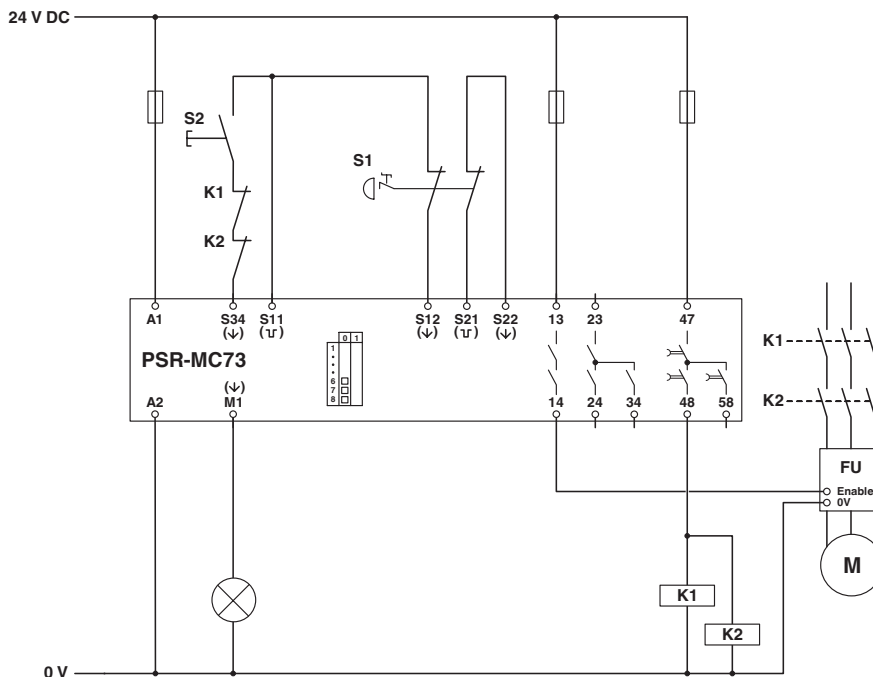 24 V DC
S2
K1
K2
S1
A1
S34
S11
S12
S21
S22
13
23
47
(↓)
(↓)
(↓)
0 1
1
•
•
•
•
6
7
8
PSR-MC73
(↓)
A2
M1
14
24
34
48
58
K1
K2
FU
Enable
0V
M
K1
K2
0 V